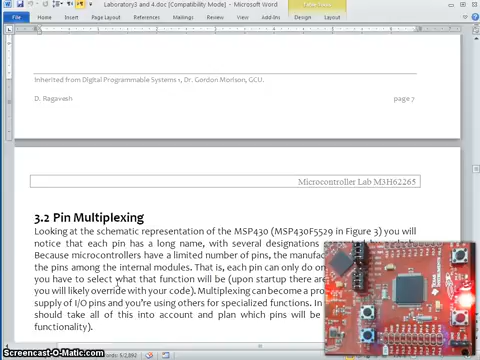 Laboratory3 and 4.doc [Compatibility Mode] - Microsoft Word
File Home Insert Page Layout References Mailings Review View Add-Ins Design Layout
Inherited from Digital Programmable Systems 1, Dr. Gordon Morison, GCU.
D. Ragavesh page 7
Microcontroller Lab M3H62265
3.2 Pin Multiplexing
Looking at the schematic representation of the MSP430 (MSP430F5529 in Figure 3) you will
notice that each pin has a long name, with several designations
Because microcontrollers have a limited number of pins, the manufa
the pins among the internal modules. That is, each pin can only do on
you have to select what that function will be (upon startup there are
you will likely override with your code). Multiplexing can become a pro
supply of I/O pins and you're using others for specialized functions. In
should take all of this into account and plan which pins will be
functionality).
Screencast-O-Matic.com